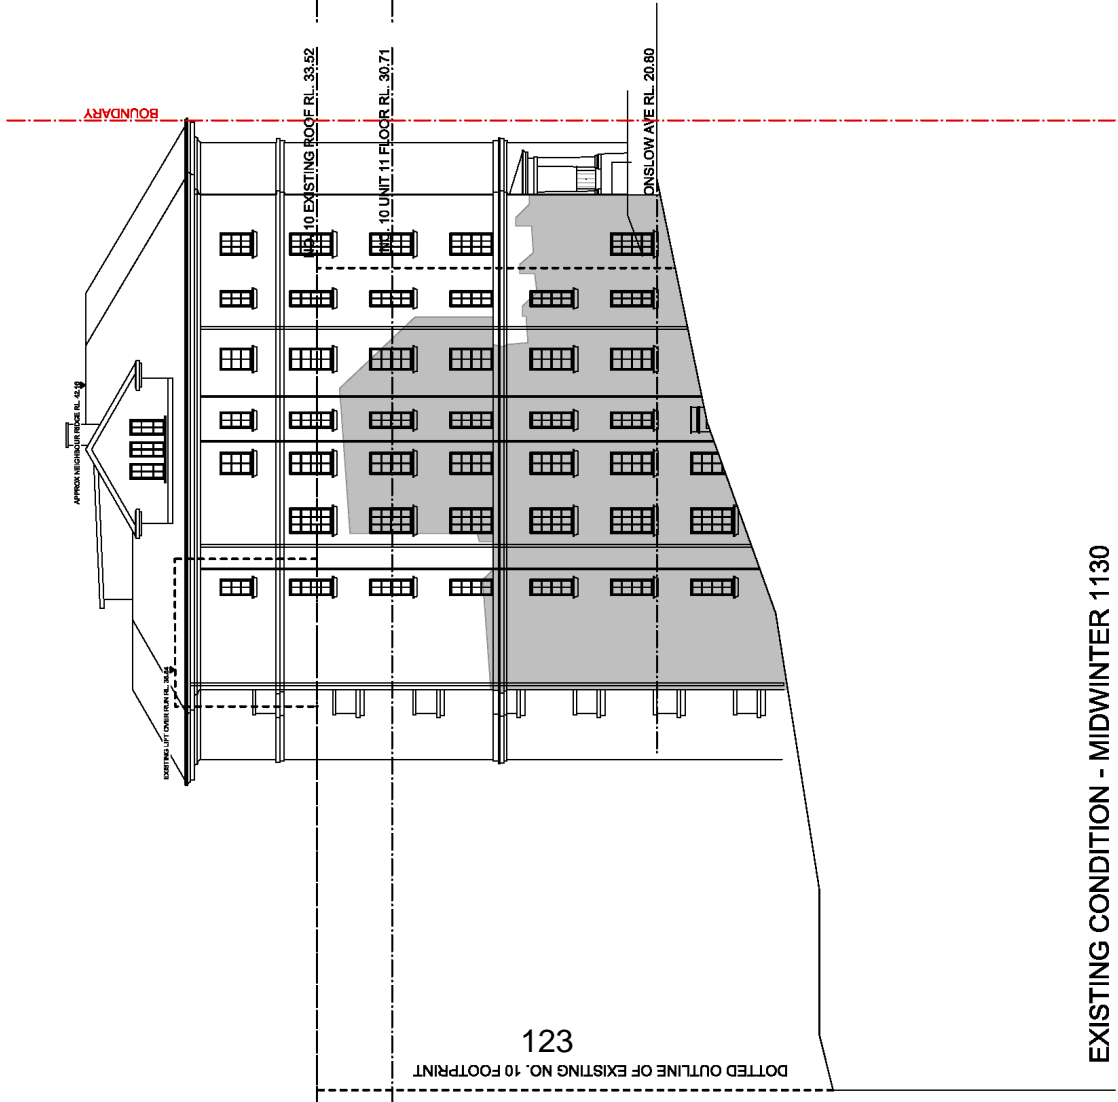 BOUNDARY
NO. 10 EXISTING ROOF RL. 33.52
NO. 10 UNIT 11 FLOOR RL. 30.71
ONSLOW AVE RL. 20.80
APPROX NEIGHBOUR RIDGE RL. 42.10
EXISTING LIFT OVER RUN RL.
123
DOTTED OUTLINE OF EXISTING NO. 10 FOOTPRINT
EXISTING CONDITION - MIDWINTER 1130